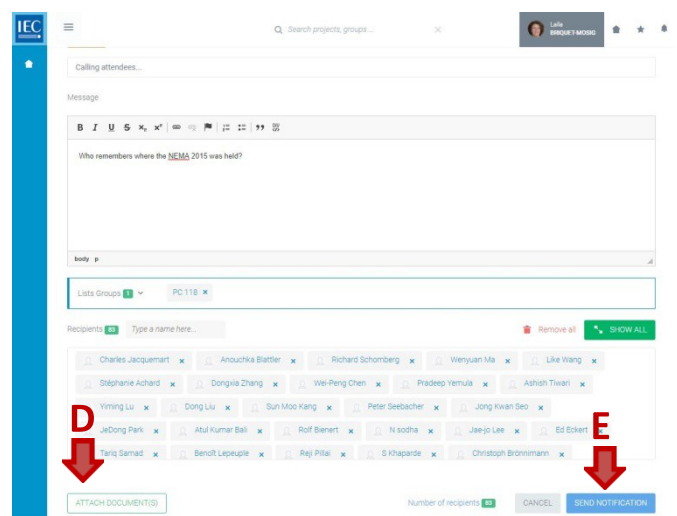 IEC
Search projects, groups ...
Laila
BIRIQUET-MOSIG
Calling attendees...
Message
B I U S x₂ x²
Who remembers where the NEMA 2015 was held?
body p
Lists Groups 1 PC 118 ×
Recipients 83 Type a name here... Remove all SHOW ALL
Charles Jacquemart × Anouchka Blattler × Richard Schomberg × Wenyuan Ma × Like Wang ×
Stéphanie Achard × Dongxia Zhang × Wei-Peng Chen × Pradeep Yemula × Ashish Tiwari ×
Yiming Lu × Dong Liu × Sun Moo Kang × Peter Seebacher × Jong Kwan Seo ×
D
E
JeDong Park × Atul Kumar Bali × Rolf Bienert × N sodha × Jae-jo Lee × Ed Eckert ×
Tariq Samad × Benoît Lepeuple × Reji Pillai × S Khaparde × Christoph Brönnimann ×
ATTACH DOCUMENT(S) Number of recipients 83 CANCEL SEND NOTIFICATION